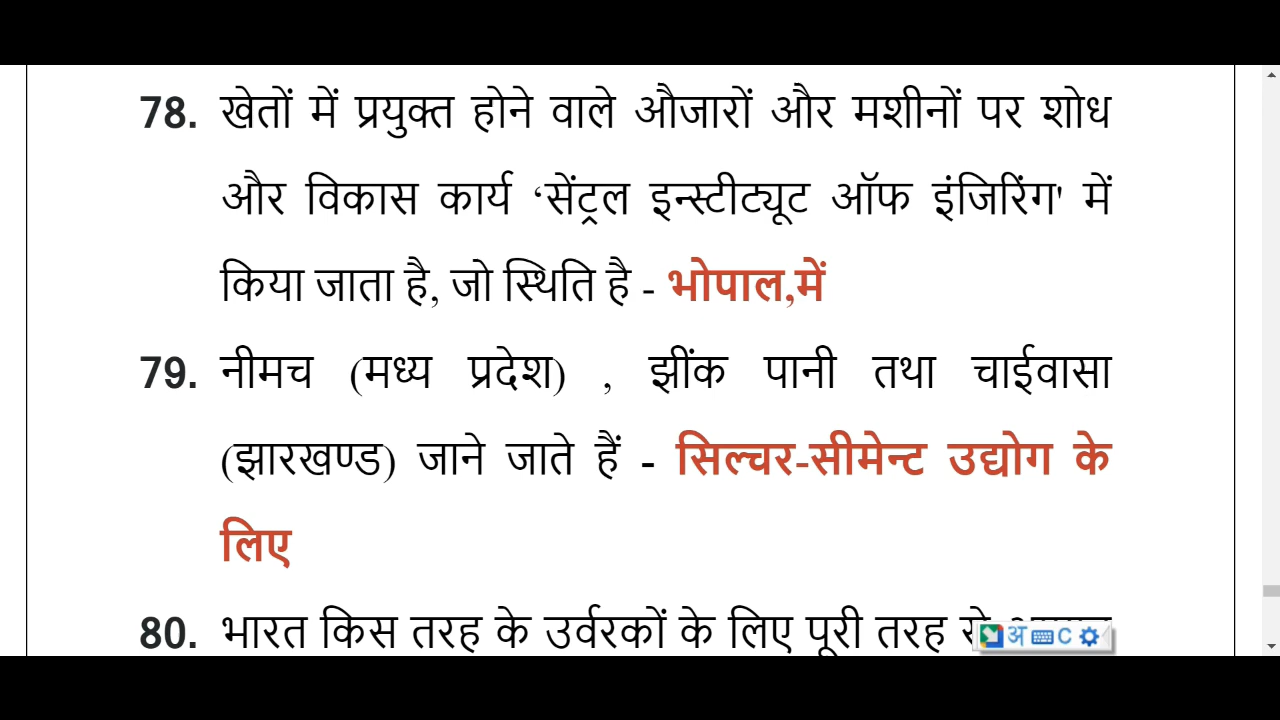 78. खेतों में प्रयुक्त होने वाले औजारों और मशीनों पर शोध
और विकास कार्य ‘सेंट्रल इन्स्टीट्यूट ऑफ इंजिरिंग' में
किया जाता है, जो स्थिति है - भोपाल,में
79. नीमच (मध्य प्रदेश) , झींक पानी तथा चाईवासा
(झारखण्ड) जाने जाते हैं - सिल्चर-सीमेन्ट उद्योग के
लिए
80. भारत किस तरह के उर्वरकों के लिए पूरी तरह से
अ C